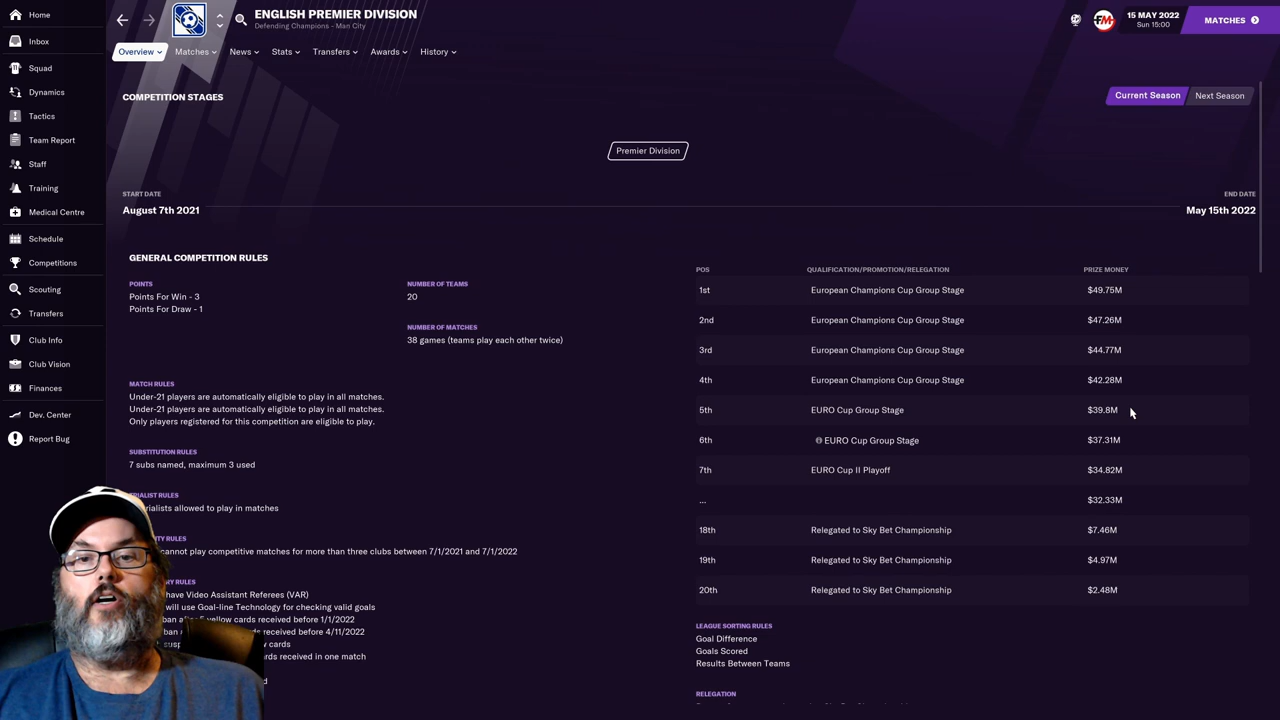 Home
Inbox
Squad
Dynamics
Tactics
Team Report
Staff
Training
Medical Centre
Schedule
Competitions
Scouting
Transfers
Club Info
Club Vision
Finances
Dev. Center
Report Bug
ENGLISH PREMIER DIVISION
Defending Champions - Man City
FM
15 MAY 2022
Sun 15:00
MATCHES
Overview Matches News Stats Transfers Awards History
COMPETITION STAGES
Current Season Next Season
Premier Division
START DATE
August 7th 2021
END DATE
May 15th 2022
GENERAL COMPETITION RULES
POINTS
Points For Win - 3
Points For Draw - 1
NUMBER OF TEAMS
20
NUMBER OF MATCHES
38 games (teams play each other twice)
MATCH RULES
Under-21 players are automatically eligible to play in all matches.
Under-21 players are automatically eligible to play in all matches.
Only players registered for this competition are eligible to play.
SUBSTITUTION RULES
7 subs named, maximum 3 used
RULES
allowed to play in matches
RULES
cannot play competitive matches for more than three clubs between 7/1/2021 and 7/1/2022
RULES
have Video Assistant Referees (VAR)
will use Goal-line Technology for checking valid goals
yellow cards received before 1/1/2022
received before 4/11/2022
cards
received in one match
POS QUALIFICATION/PROMOTION/RELEGATION PRIZE MONEY
1st European Champions Cup Group Stage $49.75M
2nd European Champions Cup Group Stage $47.26M
3rd European Champions Cup Group Stage $44.77M
4th European Champions Cup Group Stage $42.28M
5th EURO Cup Group Stage $39.8M
6th EURO Cup Group Stage $37.31M
7th EURO Cup II Playoff $34.82M
... $32.33M
18th Relegated to Sky Bet Championship $7.46M
19th Relegated to Sky Bet Championship $4.97M
20th Relegated to Sky Bet Championship $2.48M
LEAGUE SORTING RULES
Goal Difference
Goals Scored
Results Between Teams
RELEGATION